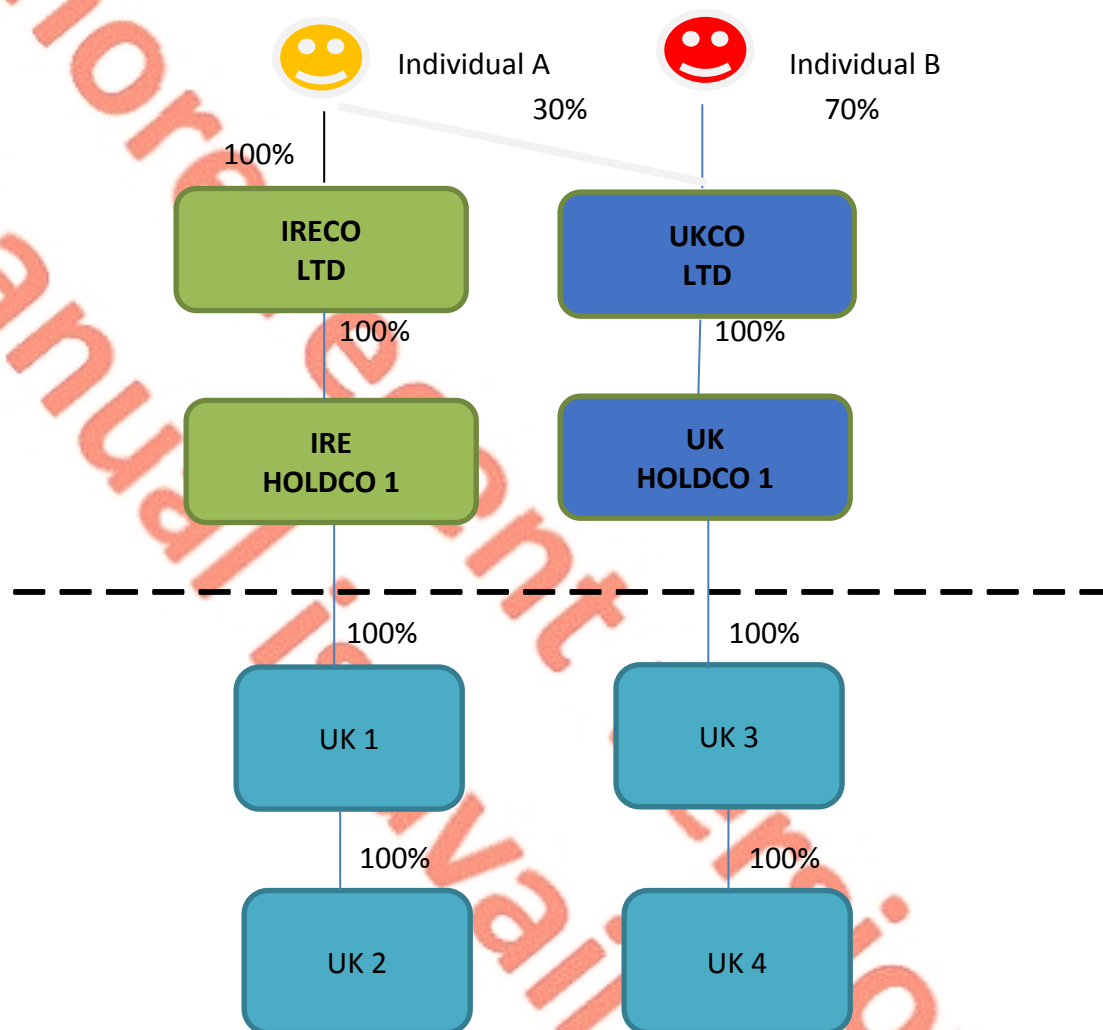 Individual A
Individual B
30%
70%
100%
IRECO
LTD
UKCO
LTD
100%
100%
IRE
HOLDCO 1
UK
HOLDCO 1
100%
100%
UK 1
UK 3
100%
100%
UK 2
UK 4